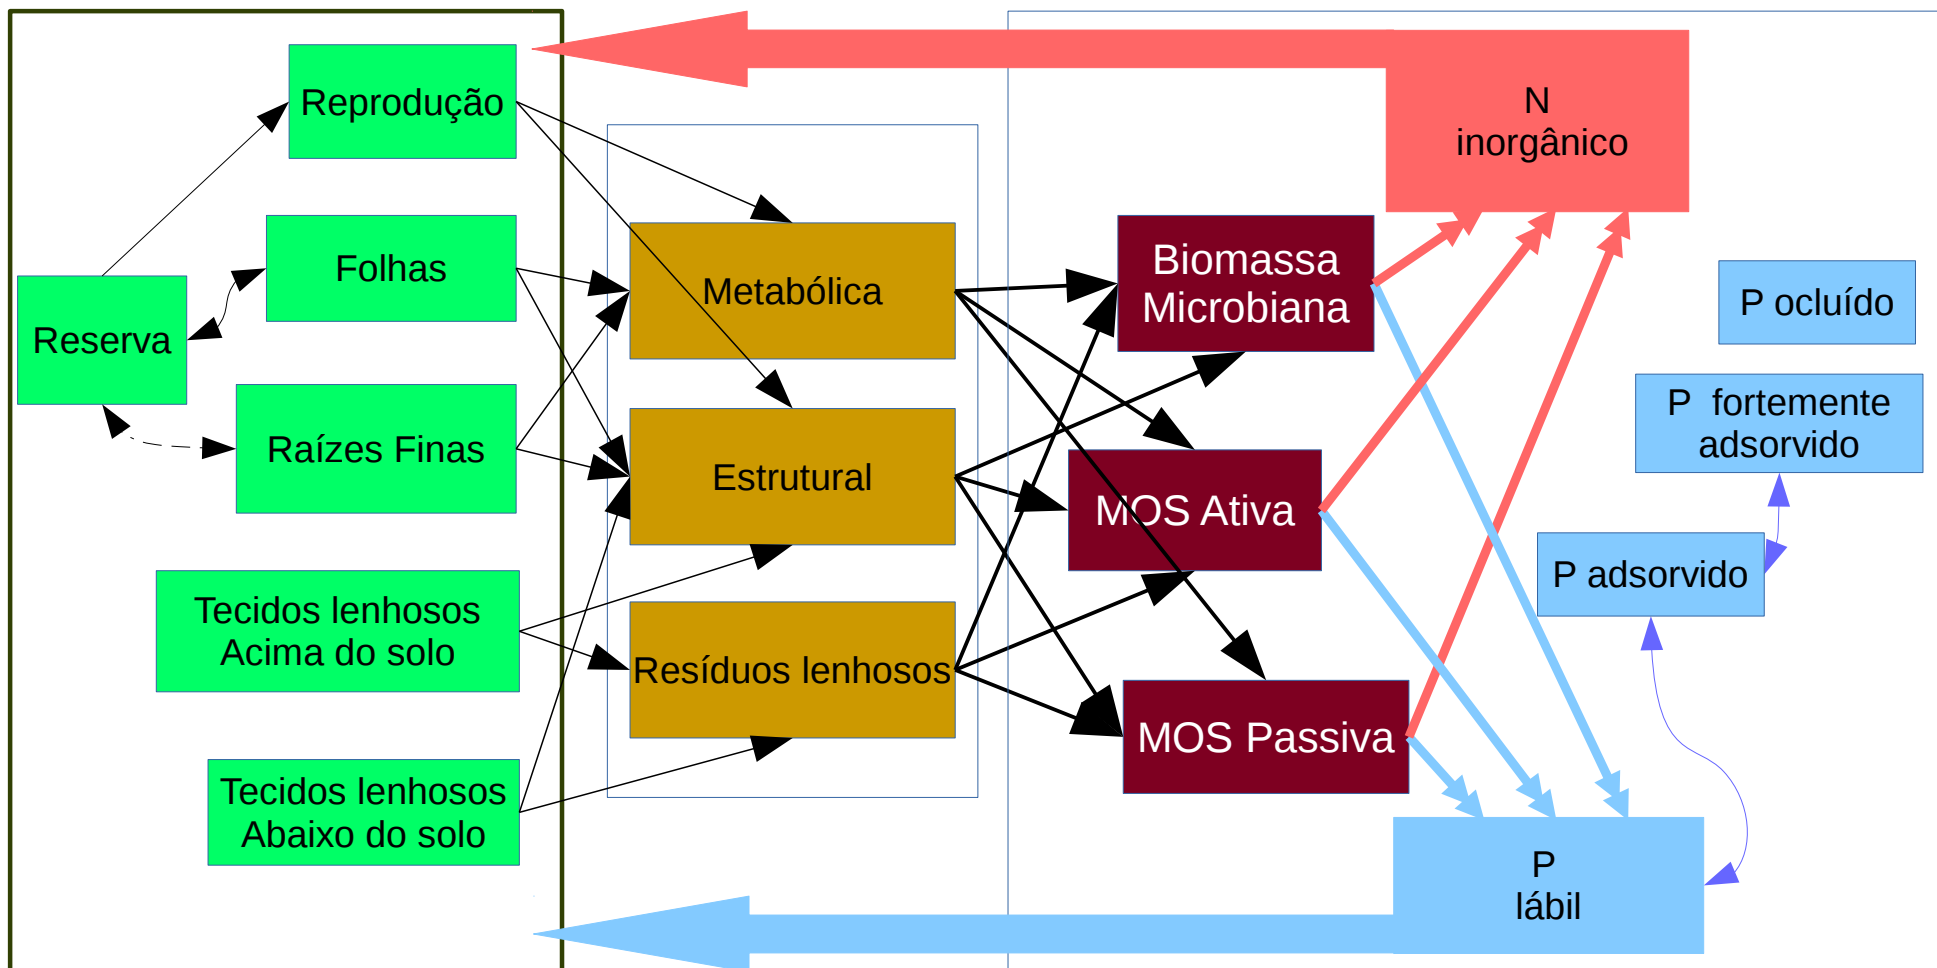 Reprodução
Folhas
Reserva
Raízes Finas
Tecidos lenhosos
Acima do solo
Tecidos lenhosos
Abaixo do solo
Metabólica
Estrutural
Resíduos lenhosos
Biomassa
Microbiana
MOS Ativa
MOS Passiva
N
inorgânico
P ocluído
P fortemente
adsorvido
P adsorvido
P
lábil